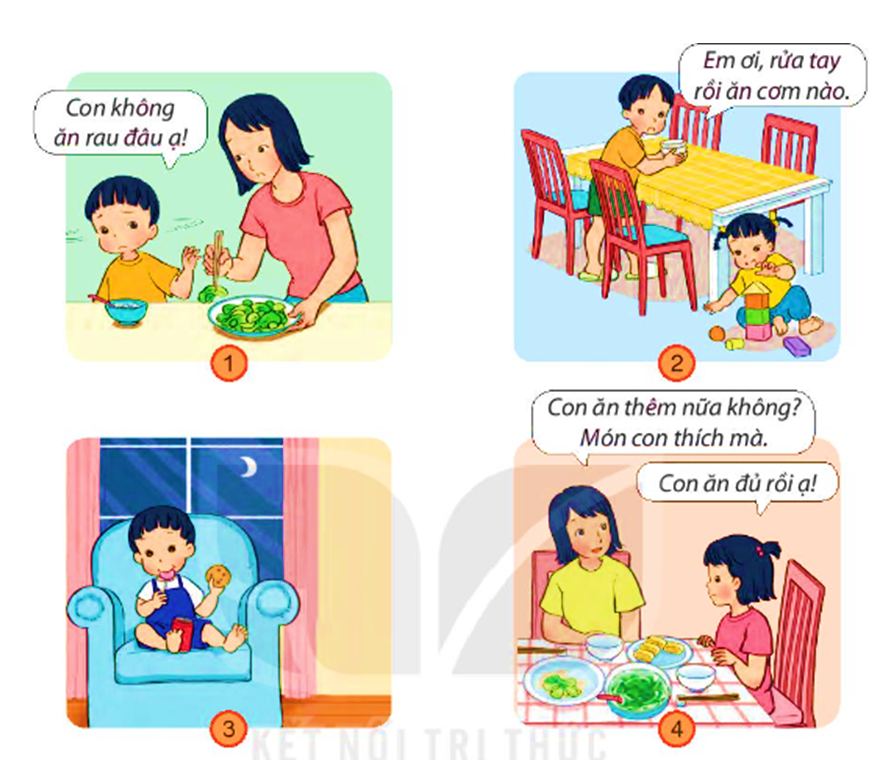 Con không
ăn rau đâu ạ!
Em ơi, rửa tay
rồi ăn cơm nào.
1
2
Con ăn thêm nữa không?
Món con thích mà.
Con ăn đủ rồi ạ!
3
4
KẾT NỐI TRI THỨC